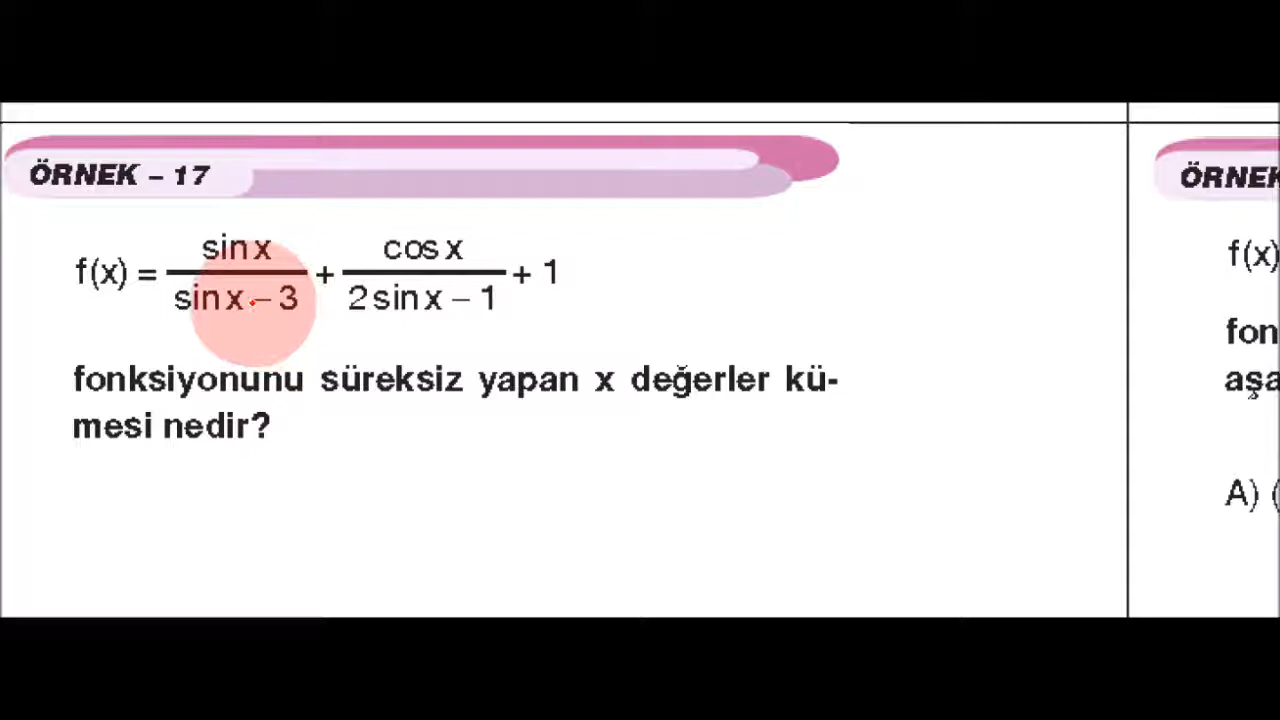 ÖRNEK – 17
f(x) = sin x / sin x – 3 + cos x / 2 sin x – 1 + 1
fonksiyonunu süreksiz yapan x değerler kü-
mesi nedir?
ÖRNEK
f(x)
fon
aşa
A) (